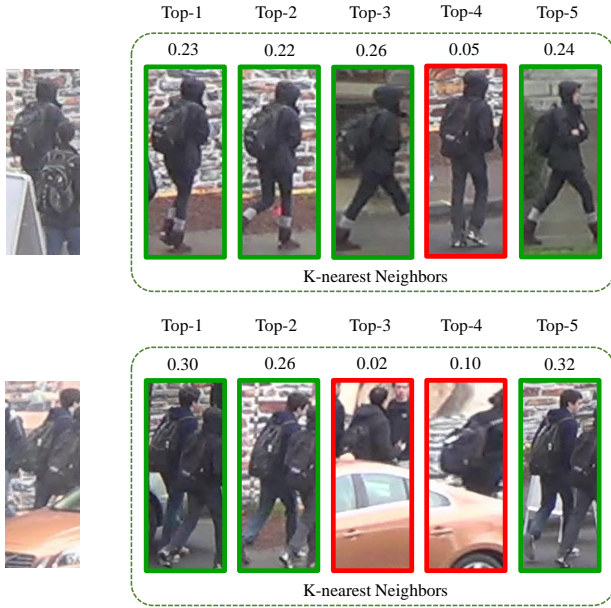 Top-1 Top-2 Top-3 Top-4 Top-5
0.23 0.22 0.26 0.05 0.24
K-nearest Neighbors
Top-1 Top-2 Top-3 Top-4 Top-5
0.30 0.26 0.02 0.10 0.32
K-nearest Neighbors